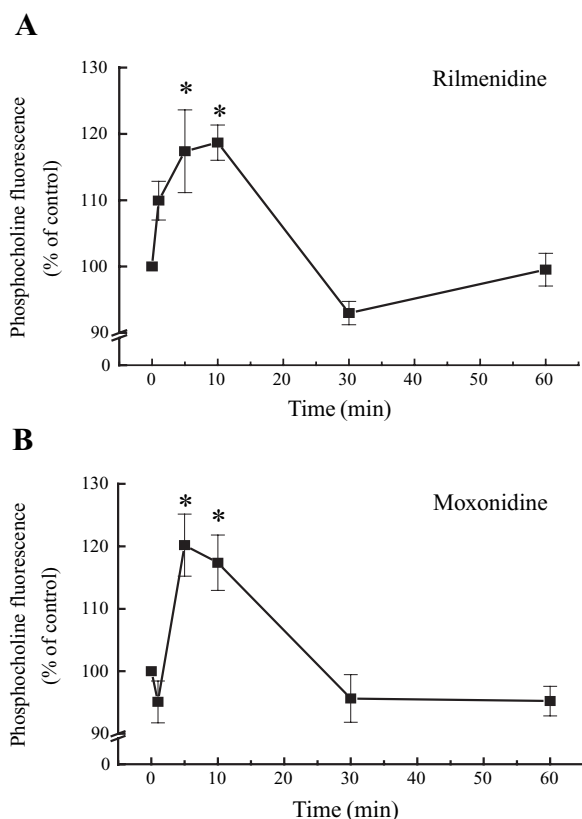 A
Rilmenidine
Phosphocholine fluorescence
(% of control)
130
120
110
100
90
0
* *
0 10 20 30 40 50 60
Time (min)
B
Moxonidine
Phosphocholine fluorescence
(% of control)
130
120
110
100
90
0
* *
0 10 20 30 40 50 60
Time (min)